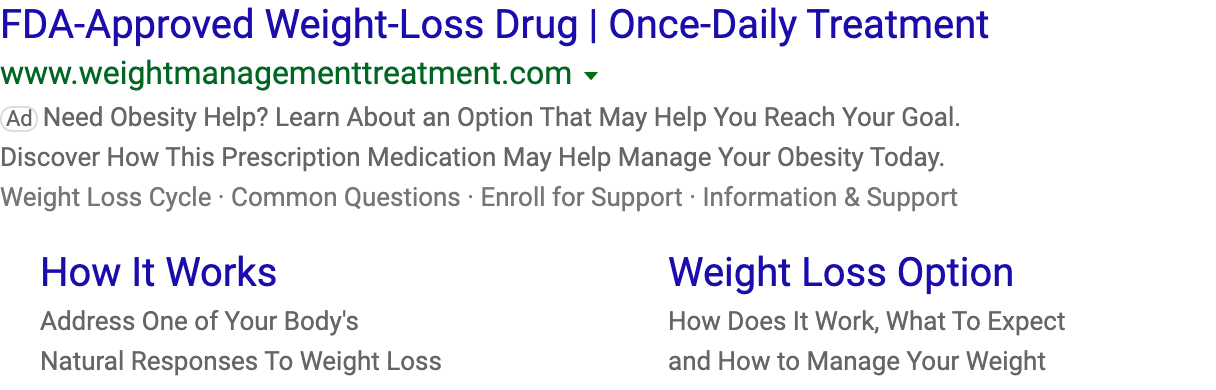 FDA-Approved Weight-Loss Drug | Once-Daily Treatment
www.weightmanagementtreatment.com
Ad Need Obesity Help? Learn About an Option That May Help You Reach Your Goal.
Discover How This Prescription Medication May Help Manage Your Obesity Today.
Weight Loss Cycle · Common Questions · Enroll for Support · Information & Support
How It Works
Address One of Your Body's
Natural Responses To Weight Loss
Weight Loss Option
How Does It Work, What To Expect
and How to Manage Your Weight